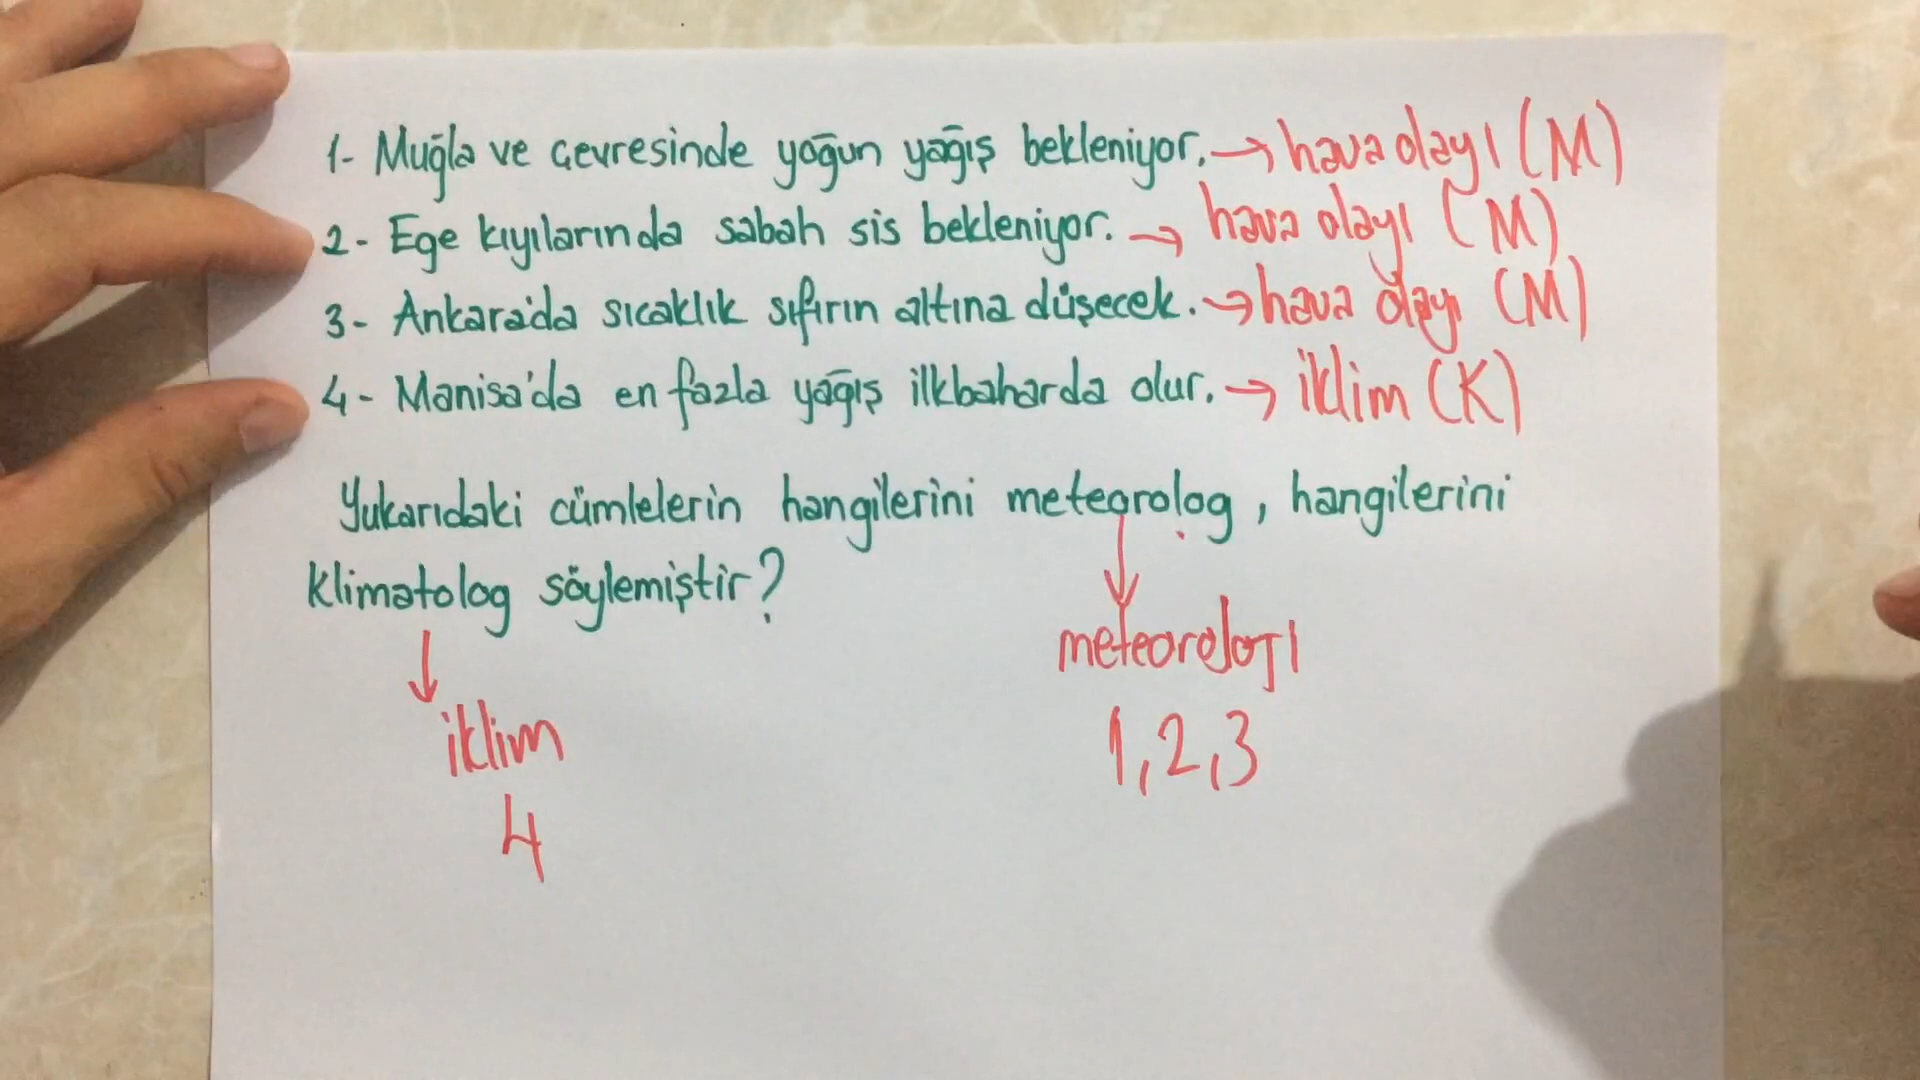 1- Muğla ve çevresinde yoğun yağış bekleniyor. → hava olayı (M)
2- Ege kıyılarında sabah sis bekleniyor. → hava olayı (M)
3- Ankara'da sıcaklık sıfırın altına düşecek. → hava olayı (M)
4- Manisa'da en fazla yağış ilkbaharda olur. → iklim (K)
Yukarıdaki cümlelerin hangilerini meteorolog, hangilerini
klimatolog söylemiştir?
meteoroloji
iklim
1,2,3
4